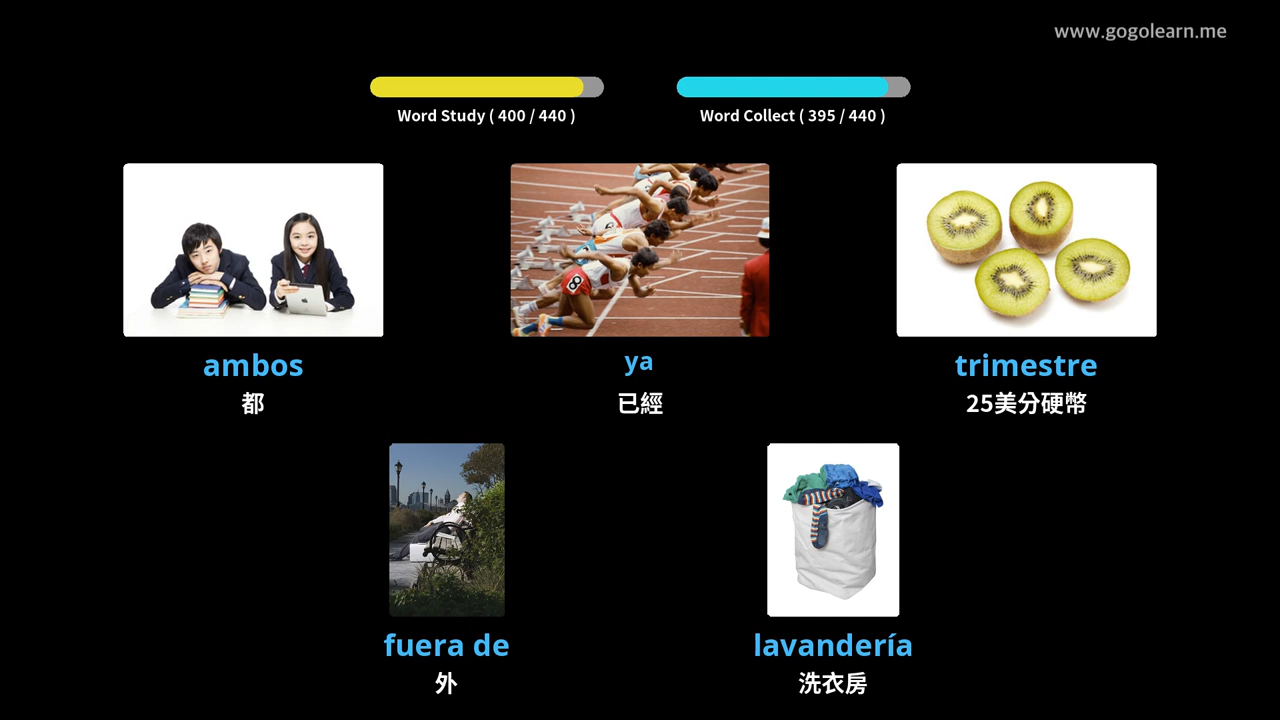 www.gogolearn.me
Word Study ( 400 / 440 )
Word Collect ( 395 / 440 )
ambos
都
ya
已經
trimestre
25美分硬幣
fuera de
外
lavandería
洗衣房